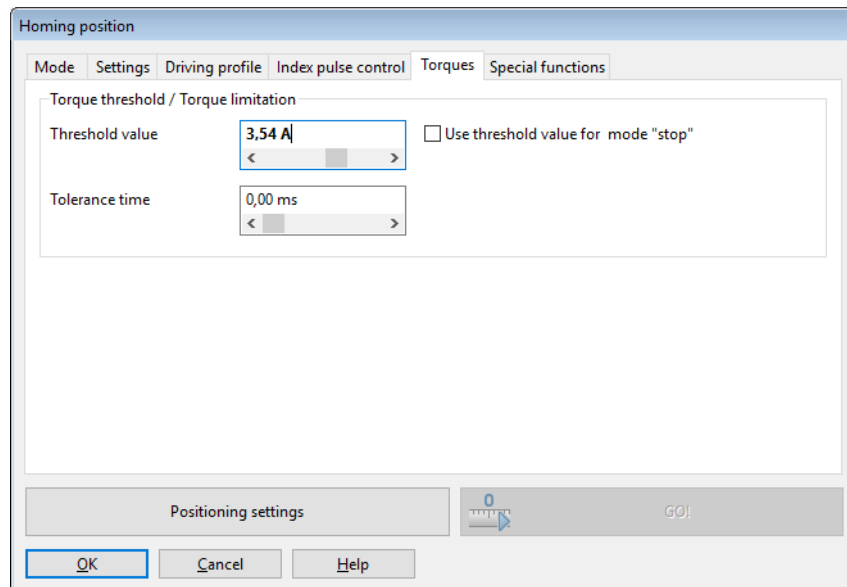 Homing position
Mode Settings Driving profile Index pulse control Torques Special functions
Torque threshold / Torque limitation
Threshold value 3,54 A Use threshold value for mode "stop"
Tolerance time 0,00 ms
Positioning settings 0 GO!
OK Cancel Help